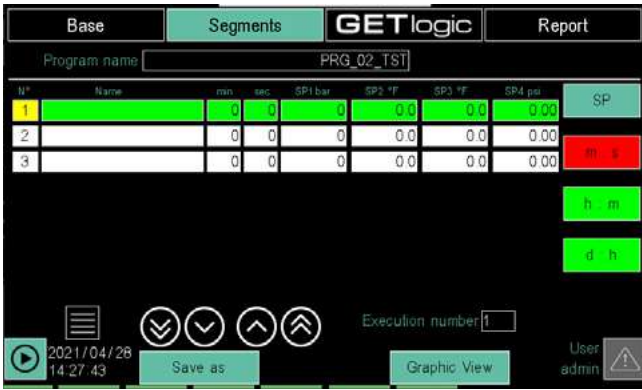 Base Segments GETlogic Report
Program name PRG_02_TST
N° Name min sec SP1 bar SP2 °F SP3 °F SP4 psi SP
1 0 0 0 0.0 0.0 0.00
2 0 0 0 0.0 0.0 0.00
m : s
3 0 0 0 0.0 0.0 0.00
h : m
d : h
Execution number 1
2021/04/28
14:27:43
Save as Graphic View
User
admin